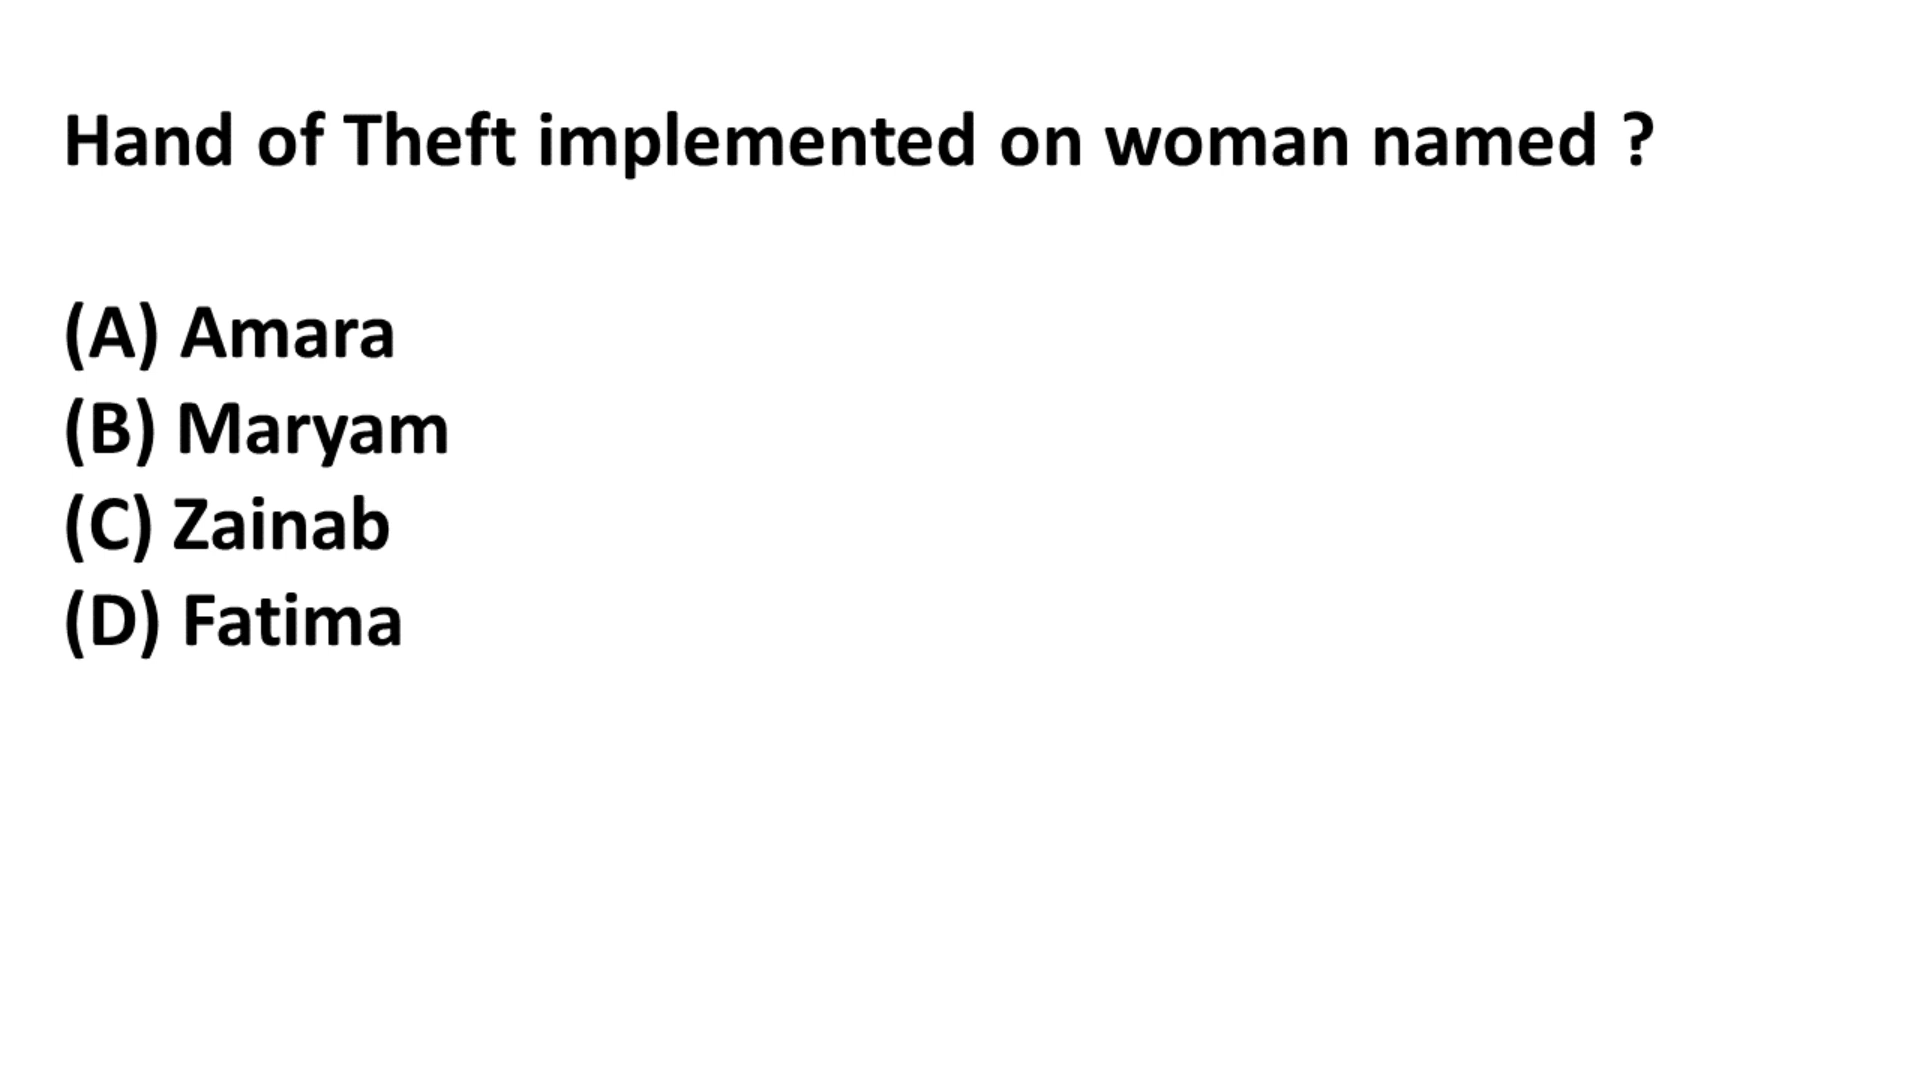 Hand of Theft implemented on woman named ?
(A) Amara
(B) Maryam
(C) Zainab
(D) Fatima